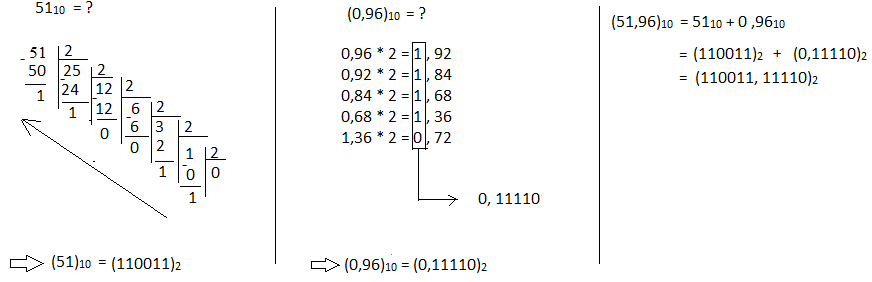 51₁₀ = ?
51 2
- 50 25 2
1 - 24 12 2
1 - 12 6 2
0 - 6 3 2
0 2 1 2
1 - 0 0
1
(51)₁₀ = (110011)₂
(0,96)₁₀ = ?
0,96 * 2 = 1 , 92
0,92 * 2 = 1 , 84
0,84 * 2 = 1 , 68
0,68 * 2 = 1 , 36
1,36 * 2 = 0 , 72
0, 11110
(0,96)₁₀ = (0,11110)₂
(51,96)₁₀ = 51₁₀ + 0 ,96₁₀
= (110011)₂ + (0,11110)₂
= (110011, 11110)₂